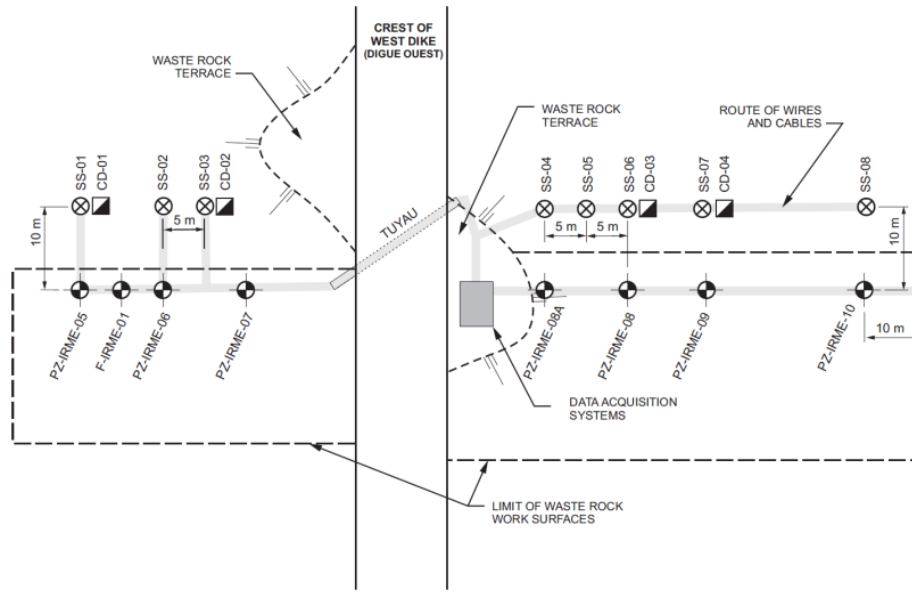 CREST OF
WEST DIKE
(DIGUE OUEST)
WASTE ROCK
TERRACE
WASTE ROCK
TERRACE
ROUTE OF WIRES
AND CABLES
SS-01
CD-01
SS-02
SS-03
CD-02
SS-04
SS-05
SS-06
CD-03
SS-07
CD-04
SS-08
10 m
5 m
TUYAU
5 m
5 m
10 m
PZ-IRME-05
F-IRME-01
PZ-IRME-06
PZ-IRME-07
PZ-IRME-08A
PZ-IRME-08
PZ-IRME-09
PZ-IRME-10
10 m
DATA ACQUISITION
SYSTEMS
LIMIT OF WASTE ROCK
WORK SURFACES